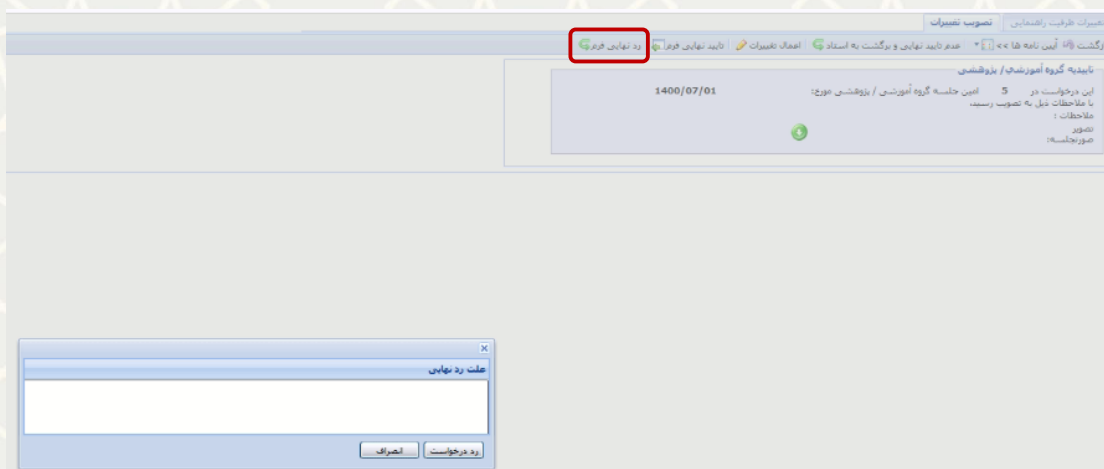 تغییرات ظرفیت راهنمایی تصویب تغییرات
برگشت آیین نامه ها >> عدم تایید نهایی و برگشت به استاد اعمال تغییرات تایید نهایی فرم رد نهایی فرم
تاییدیه گروه آموزشی/ پژوهشی
این درخواست در 5 امین جلسه گروه آموزشی / پژوهشی مورخ: 1400/07/01
با ملاحظات ذیل به تصویب رسید.
ملاحظات :
تصویر
صورتجلسه:
علت رد نهایی
رد درخواست انصراف